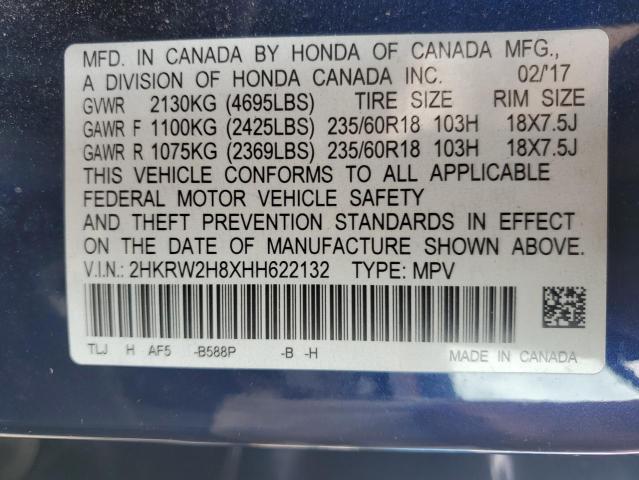 MFD. IN CANADA BY HONDA OF CANADA MFG.,
A DIVISION OF HONDA CANADA INC. 02/'17
GVWR 2130KG (4695LBS) TIRE SIZE RIM SIZE
GAWR F 1100KG (2425LBS) 235/60R18 103H 18X7.5J
GAWR R 1075KG (2369LBS) 235/60R18 103H 18X7.5J
THIS VEHICLE CONFORMS TO ALL APPLICABLE
FEDERAL MOTOR VEHICLE SAFETY
AND THEFT PREVENTION STANDARDS IN EFFECT
ON THE DATE OF MANUFACTURE SHOWN ABOVE.
V.I.N.: 2HKRW2H8XHH622132 TYPE: MPV
TLJ H AF5 -B588P -B -H
MADE IN CANADA